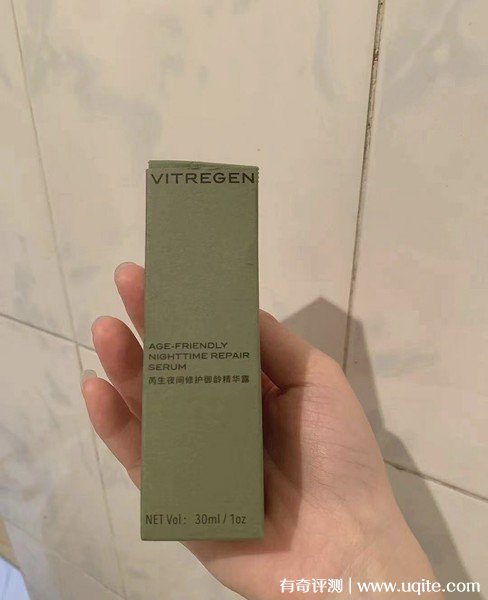 VITREGEN
AGE-FRIENDLY
NIGHTTIME REPAIR
SERUM
芮生夜间修护御龄精华露
NET Vol: 30ml / 1oz
有奇评测 | www.uqite.com